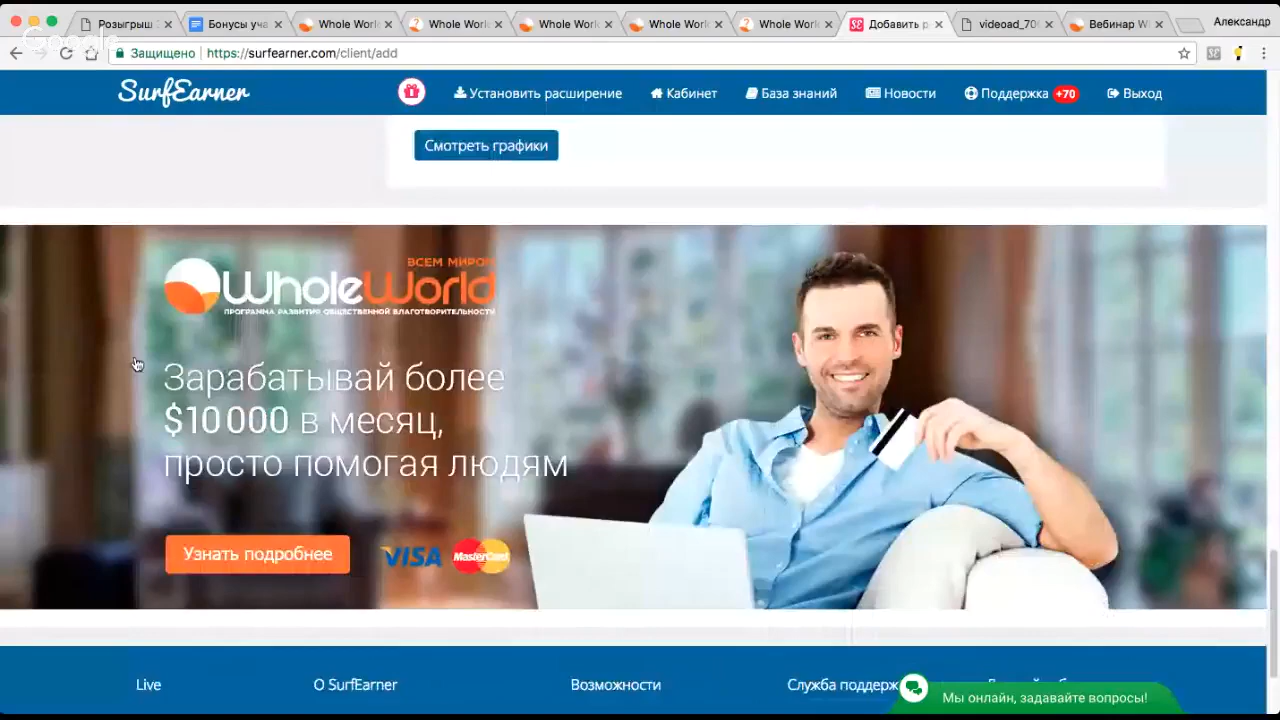 Розыгрыш
Бонусы уча
Whole World
Whole Worl
Whole Worl
Whole Worl
Whole Worl
Добавить р
videoad_70
Вебинар W
Александр
Google
Защищено
https://surfearner.com/client/add
SurfEarner
Установить расширение
Кабинет
База знаний
Новости
Поддержка +70
Выход
Смотреть графики
ВСЕМ МИРОМ
WholeWorld
ПРОГРАММА РАЗВИТИЯ ОБЩЕСТВЕННОЙ БЛАГОТВОРИТЕЛЬНОСТИ
Зарабатывай более
$10 000 в месяц,
просто помогая людям
Узнать подробнее
VISA
MasterCard
Live
О SurfEarner
Возможности
Служба поддерж
Мы онлайн, задавайте вопросы!